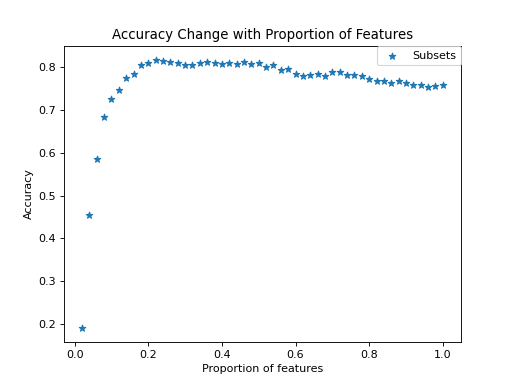 Accuracy Change with Proportion of Features
Subsets
Accuracy
0.8
0.7
0.6
0.5
0.4
0.3
0.2
0.0 0.2 0.4 0.6 0.8 1.0
Proportion of features